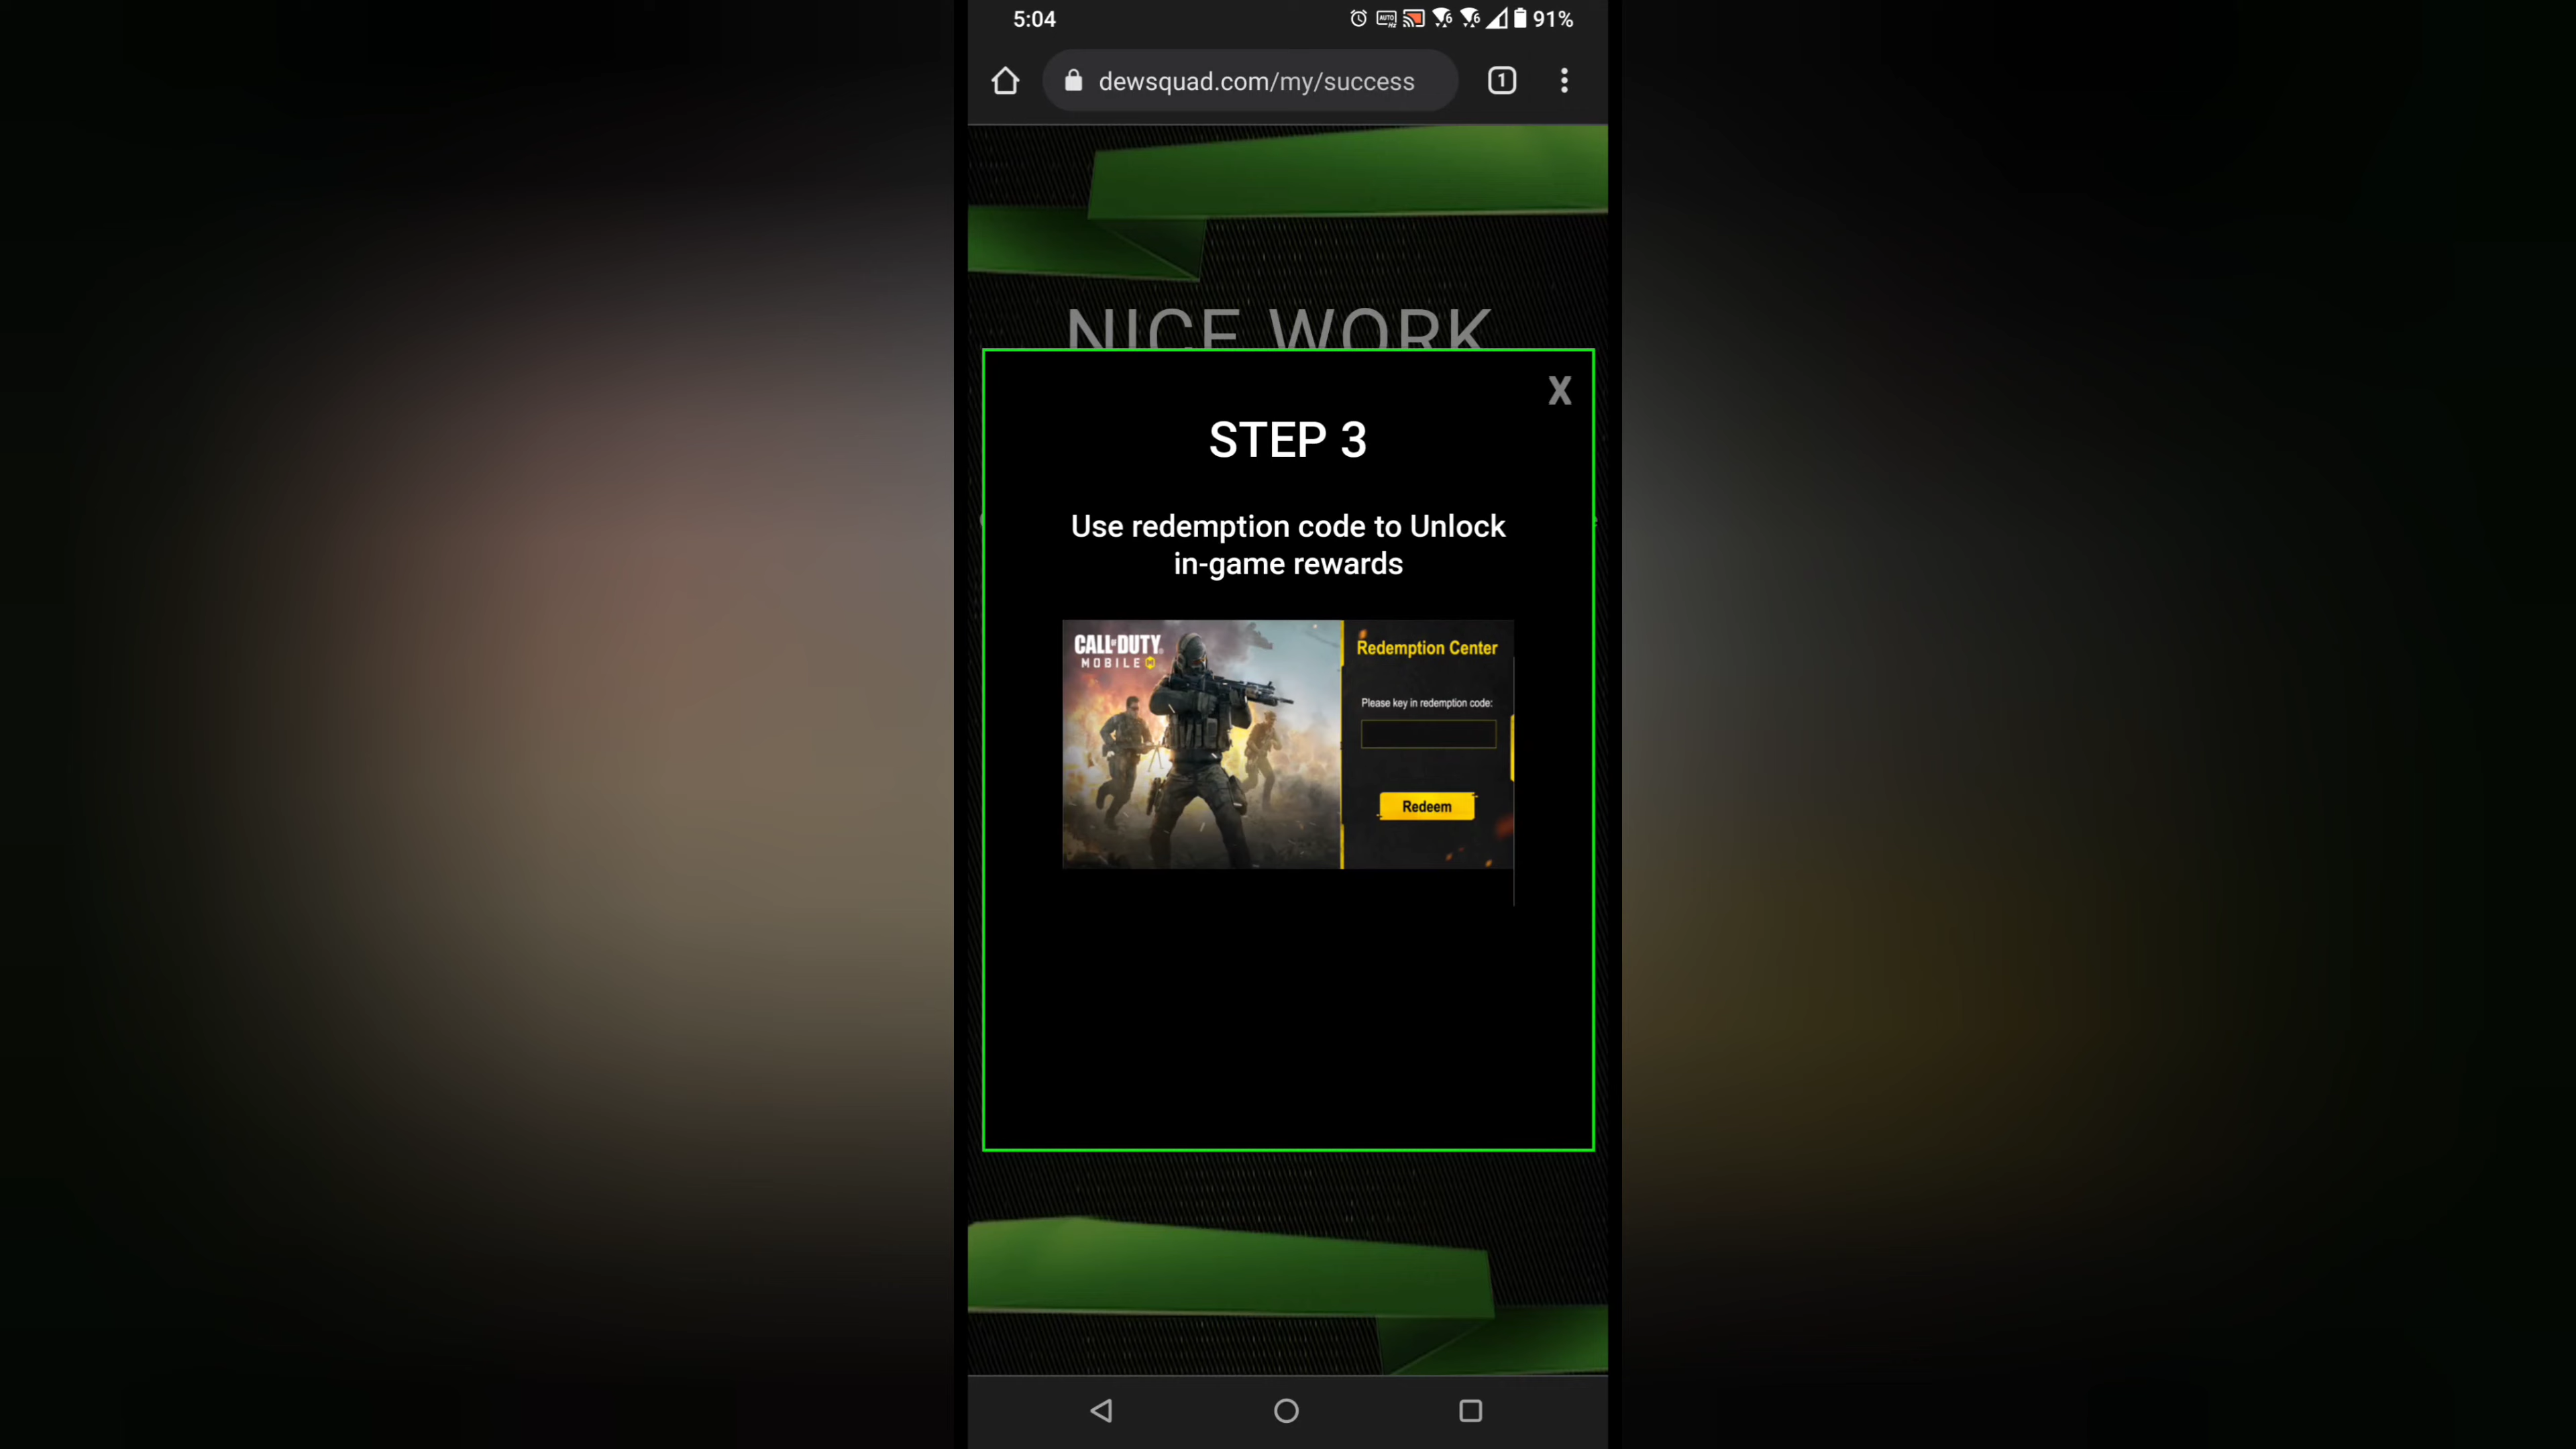 5:04
91%
dewsquad.com/my/success
1
NICE WORK
X
STEP 3
Use redemption code to Unlock
in-game rewards
CALL OF DUTY
MOBILE
Redemption Center
Please key in redemption code:
Redeem